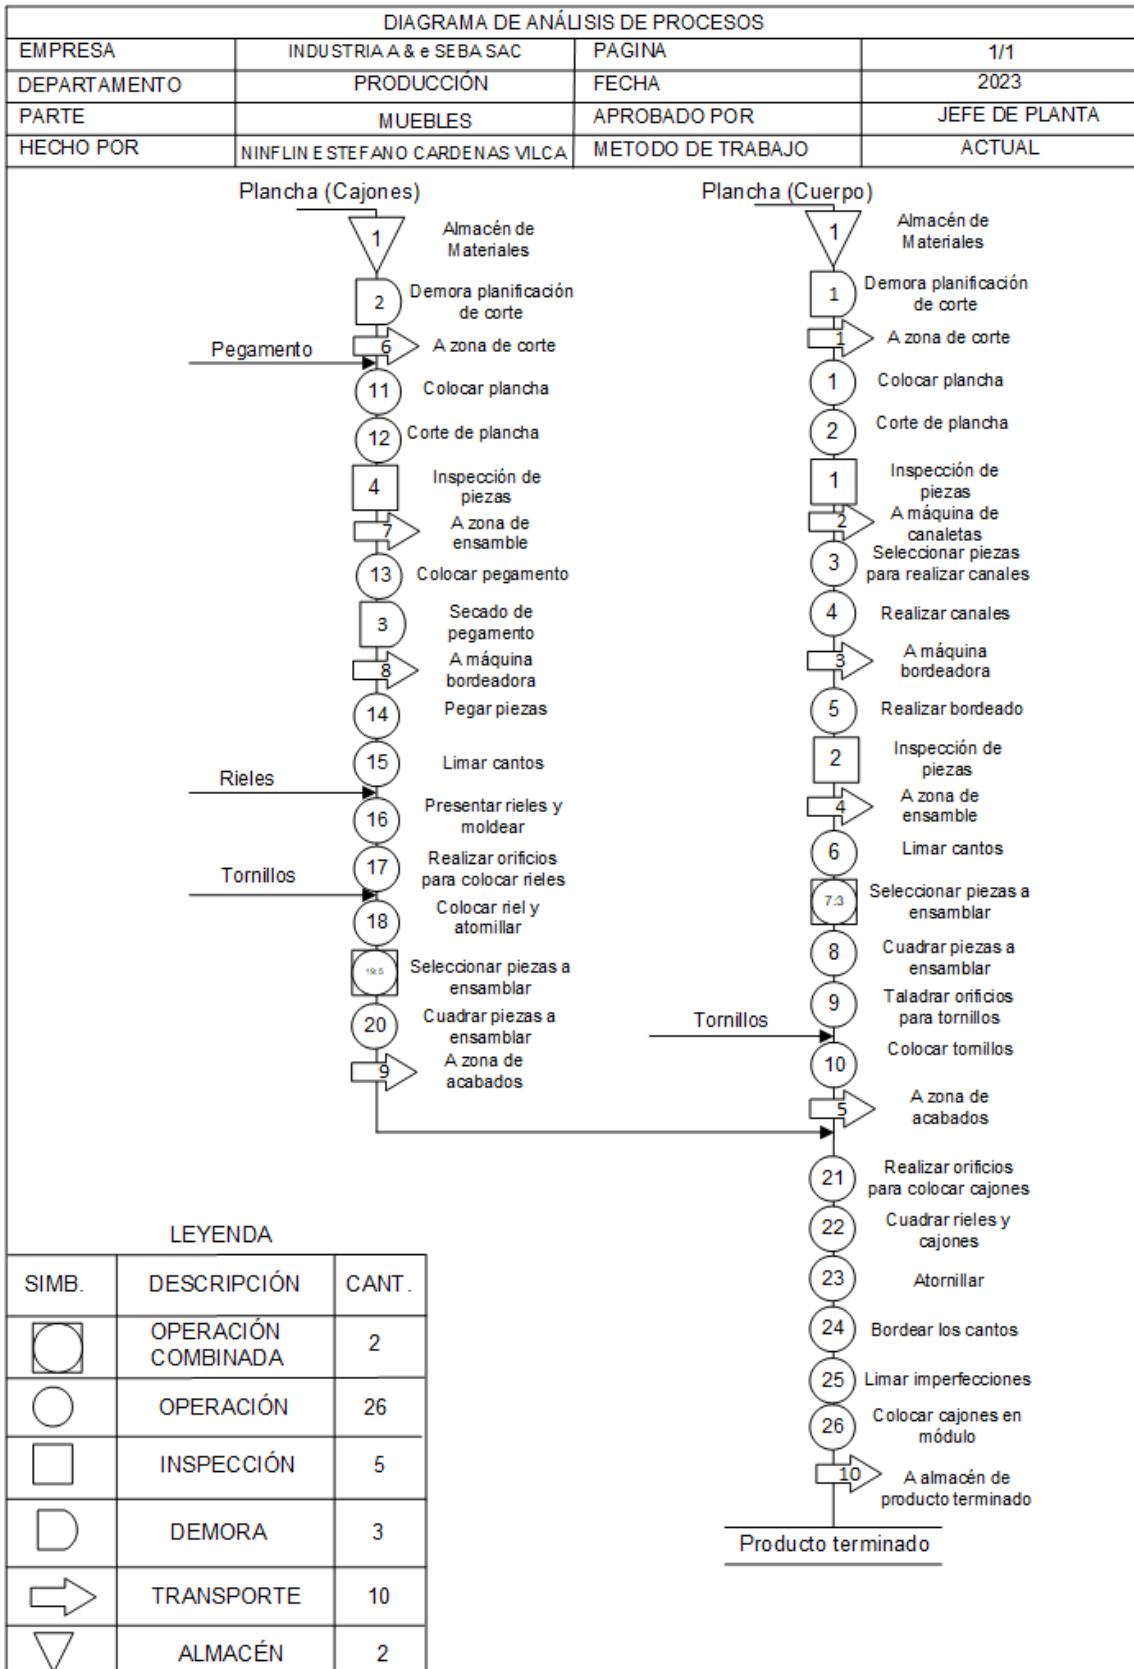 DIAGRAMA DE ANÁLISIS DE PROCESOS
EMPRESA
INDUSTRIA A & e SEBA SAC
PAGINA
1/1
DEPARTAMENTO
PRODUCCIÓN
FECHA
2023
PARTE
MUEBLES
APROBADO POR
JEFE DE PLANTA
HECHO POR
NINFLIN ESTEFANO CARDENAS VILCA
METODO DE TRABAJO
ACTUAL
Plancha (Cajones)
1
Almacén de
Materiales
2
Demora planificación
de corte
6
A zona de corte
Pegamento
11
Colocar plancha
12
Corte de plancha
4
Inspección de
piezas
7
A zona de
ensamble
13
Colocar pegamento
3
Secado de
pegamento
8
A máquina
bordeadora
14
Pegar piezas
15
Limar cantos
Rieles
16
Presentar rieles y
moldear
17
Realizar orificios
para colocar rieles
Tornillos
18
Colocar riel y
atornillar
19:5
Seleccionar piezas a
ensamblar
20
Cuadrar piezas a
ensamblar
9
A zona de
acabados
Plancha (Cuerpo)
1
Almacén de
Materiales
1
Demora planificación
de corte
1
A zona de corte
1
Colocar plancha
2
Corte de plancha
1
Inspección de
piezas
2
A máquina de
canaletas
3
Seleccionar piezas
para realizar canales
4
Realizar canales
3
A máquina
bordeadora
5
Realizar bordeado
2
Inspección de
piezas
4
A zona de
ensamble
6
Limar cantos
7:3
Seleccionar piezas a
ensamblar
8
Cuadrar piezas a
ensamblar
9
Taladrar orificios
para tornillos
Tornillos
10
Colocar tornillos
5
A zona de
acabados
21
Realizar orificios
para colocar cajones
22
Cuadrar rieles y
cajones
23
Atornillar
24
Bordear los cantos
25
Limar imperfecciones
26
Colocar cajones en
módulo
10
A almacén de
producto terminado
Producto terminado
LEYENDA
SIMB.
DESCRIPCIÓN
CANT.
OPERACIÓN
COMBINADA
2
OPERACIÓN
26
INSPECCIÓN
5
DEMORA
3
TRANSPORTE
10
ALMACÉN
2